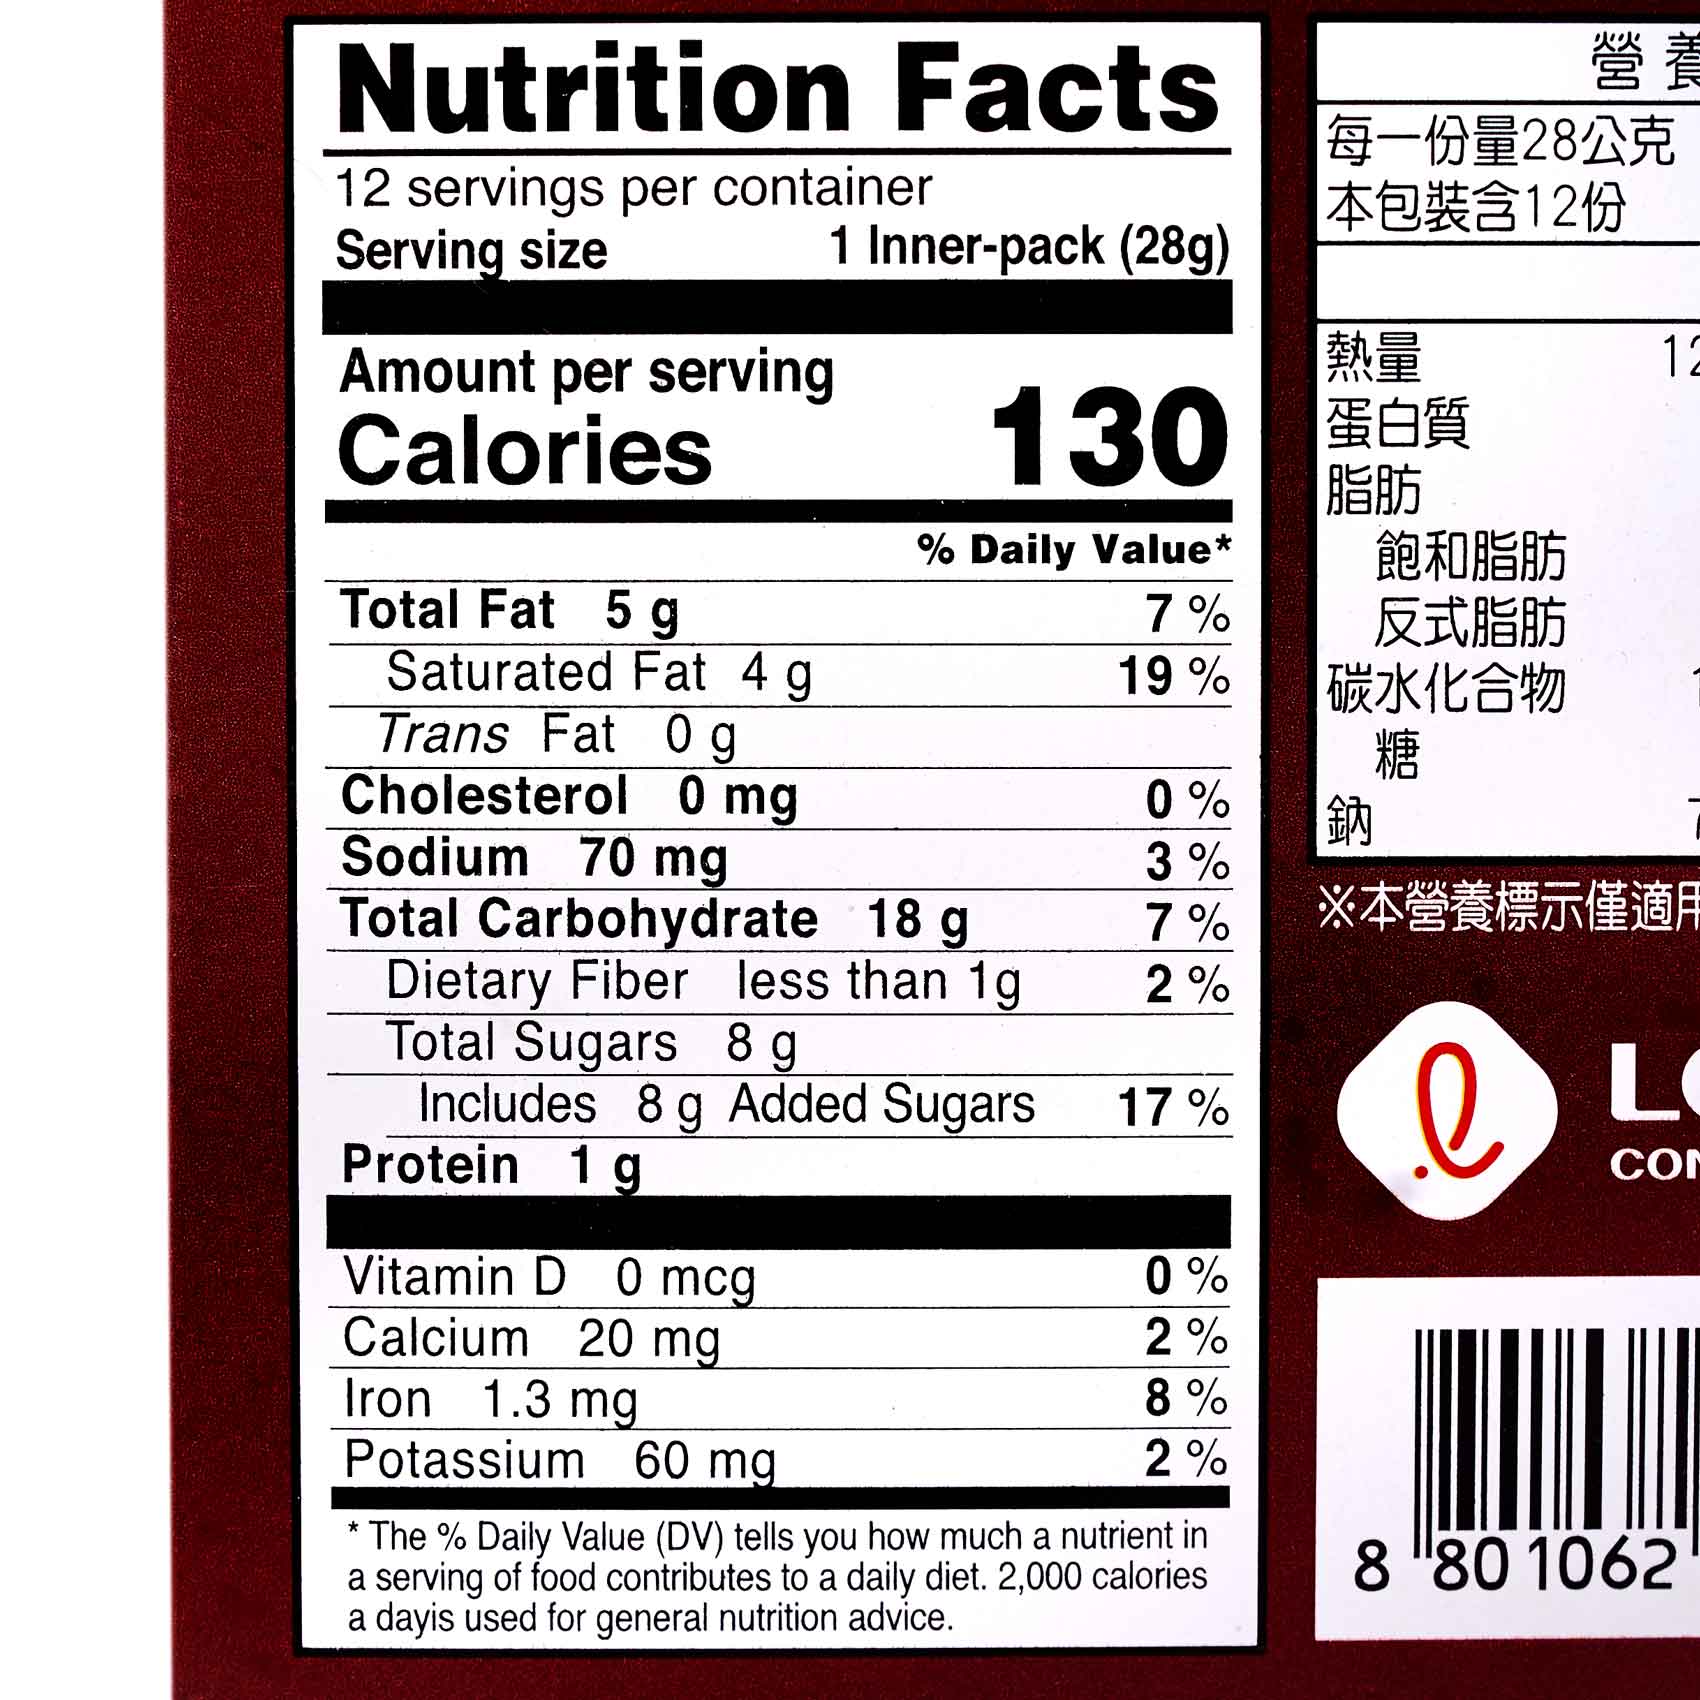 Nutrition Facts
12 servings per container
Serving size 1 Inner-pack (28g)
Amount per serving
Calories 130
% Daily Value*
Total Fat 5 g 7 %
Saturated Fat 4 g 19 %
Trans Fat 0 g
Cholesterol 0 mg 0 %
Sodium 70 mg 3 %
Total Carbohydrate 18 g 7 %
Dietary Fiber less than 1g 2 %
Total Sugars 8 g
Includes 8 g Added Sugars 17 %
Protein 1 g
Vitamin D 0 mcg 0 %
Calcium 20 mg 2 %
Iron 1.3 mg 8 %
Potassium 60 mg 2 %
* The % Daily Value (DV) tells you how much a nutrient in
a serving of food contributes to a daily diet. 2,000 calories
a dayis used for general nutrition advice.
營養
每一份量28公克
本包裝含12份
熱量 12
蛋白質
脂肪
飽和脂肪
反式脂肪
碳水化合物 1
糖
鈉 7
※本營養標示僅適用
L
CON
8 801062